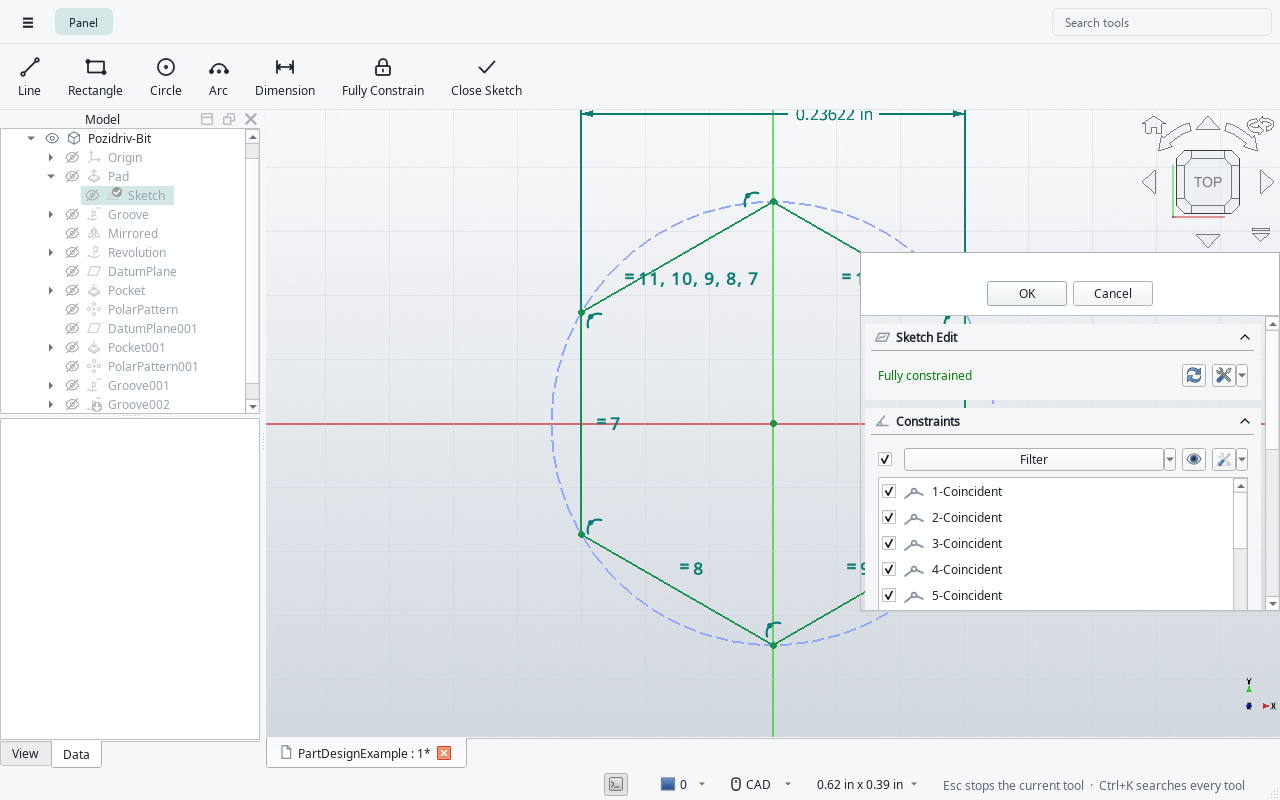 Panel
Search tools
Line
Rectangle
Circle
Arc
Dimension
Fully Constrain
Close Sketch
Model
Pozidriv-Bit
Origin
Pad
Sketch
Groove
Mirrored
Revolution
DatumPlane
Pocket
PolarPattern
DatumPlane001
Pocket001
PolarPattern001
Groove001
Groove002
View
Data
0.23622 in
=11, 10, 9, 8, 7
= 1
= 7
= 8
= 9
TOP
OK
Cancel
Sketch Edit
Fully constrained
Constraints
Filter
1-Coincident
2-Coincident
3-Coincident
4-Coincident
5-Coincident
Y
X
PartDesignExample : 1*
0
CAD
0.62 in x 0.39 in
Esc stops the current tool · Ctrl+K searches every tool